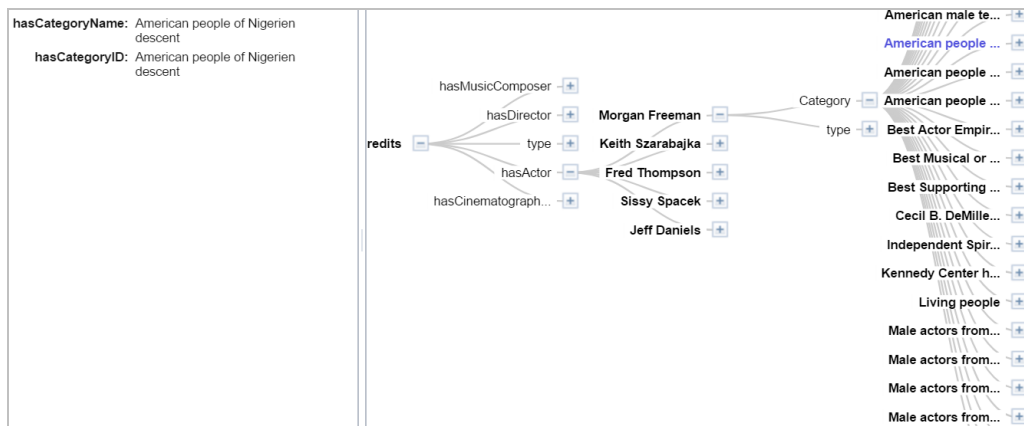 hasCategoryName: American people of Nigerien
descent
hasCategoryID: American people of Nigerien
descent
redits
hasMusicComposer
hasDirector
type
hasActor
hasCinematograph...
Morgan Freeman
Keith Szarabajka
Fred Thompson
Sissy Spacek
Jeff Daniels
Category
type
American male te...
American people ...
American people ...
American people ...
Best Actor Empir...
Best Musical or ...
Best Supporting ...
Cecil B. DeMille...
Independent Spir...
Kennedy Center h...
Living people
Male actors from...
Male actors from...
Male actors from...
Male actors from...